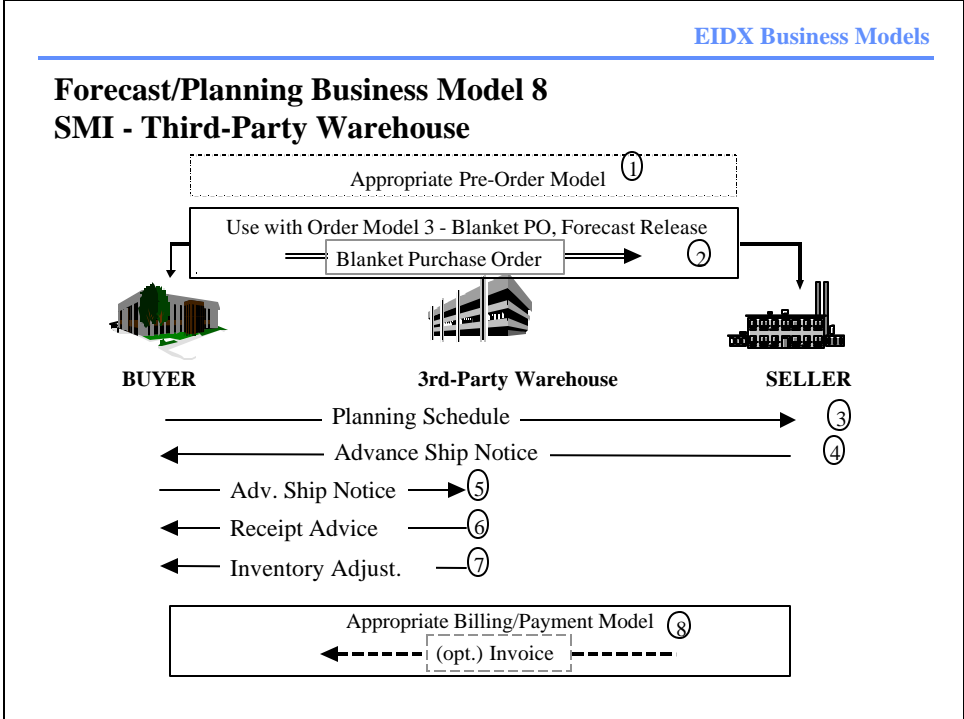 EIDX Business Models
Forecast/Planning Business Model 8
SMI - Third-Party Warehouse
Appropriate Pre-Order Model 1
Use with Order Model 3 - Blanket PO, Forecast Release
Blanket Purchase Order 2
BUYER 3rd-Party Warehouse SELLER
Planning Schedule 3
Advance Ship Notice 4
Adv. Ship Notice 5
Receipt Advice 6
Inventory Adjust. 7
Appropriate Billing/Payment Model 8
(opt.) Invoice